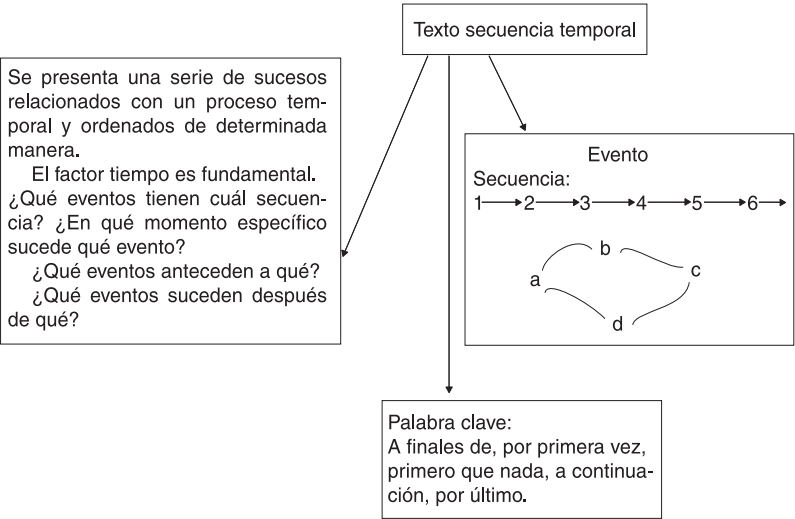 Texto secuencia temporal
Se presenta una serie de sucesos
relacionados con un proceso tem-
poral y ordenados de determinada
manera.
El factor tiempo es fundamental.
¿Qué eventos tienen cuál secuen-
cia? ¿En qué momento específico
sucede qué evento?
¿Qué eventos anteceden a qué?
¿Qué eventos suceden después
de qué?
Evento
Secuencia:
1 2 3 4 5 6
b
c
a
d
Palabra clave:
A finales de, por primera vez,
primero que nada, a continua-
ción, por último.